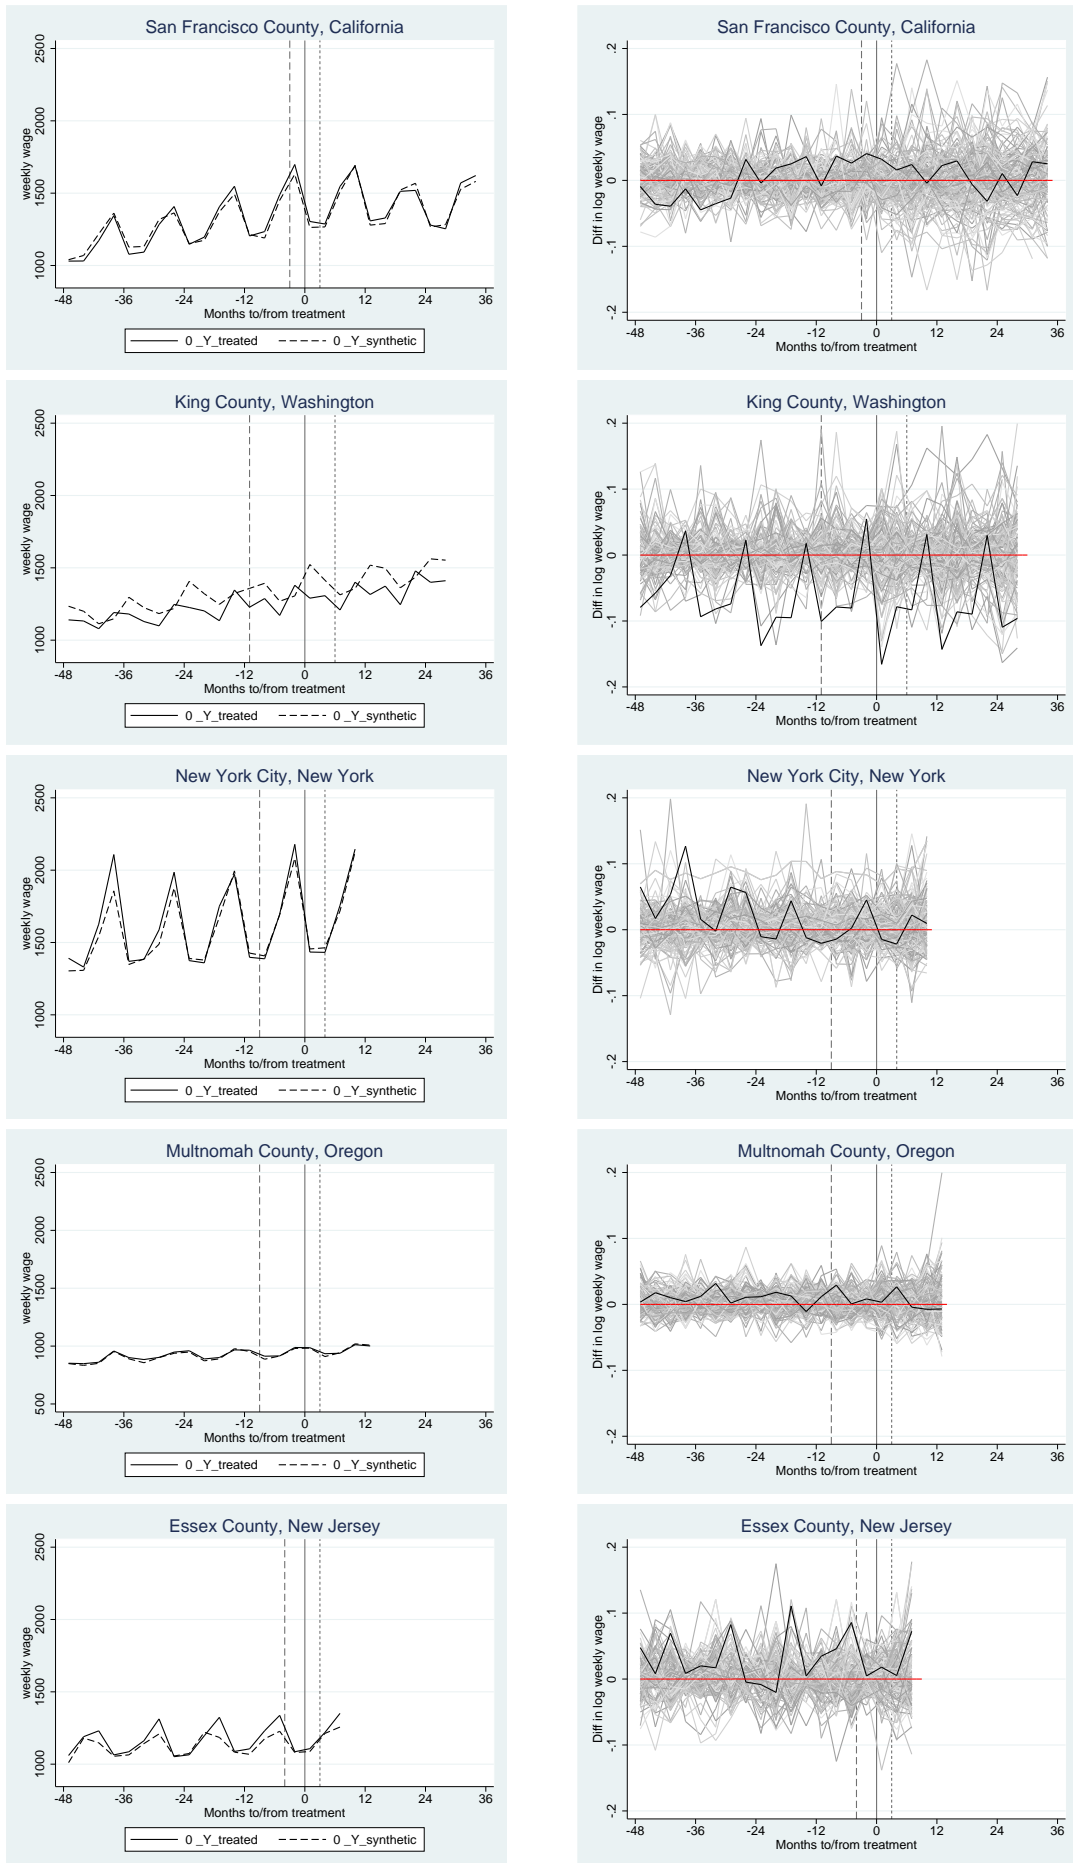 San Francisco County, California
2500
2000
1500
1000
weekly wage
-48 -36 -24 -12 0 12 24 36
Months to/from treatment
0 _Y_treated 0 _Y_synthetic
San Francisco County, California
.2
.1
0
-.1
-.2
Diff in log weekly wage
-48 -36 -24 -12 0 12 24 36
Months to/from treatment
King County, Washington
2500
2000
1500
1000
weekly wage
-48 -36 -24 -12 0 12 24 36
Months to/from treatment
0 _Y_treated 0 _Y_synthetic
King County, Washington
.2
.1
0
-.1
-.2
Diff in log weekly wage
-48 -36 -24 -12 0 12 24 36
Months to/from treatment
New York City, New York
2500
2000
1500
1000
weekly wage
-48 -36 -24 -12 0 12 24 36
Months to/from treatment
0 _Y_treated 0 _Y_synthetic
New York City, New York
.2
.1
0
-.1
-.2
Diff in log weekly wage
-48 -36 -24 -12 0 12 24 36
Months to/from treatment
Multnomah County, Oregon
2500
2000
1500
1000
500
weekly wage
-48 -36 -24 -12 0 12 24 36
Months to/from treatment
0 _Y_treated 0 _Y_synthetic
Multnomah County, Oregon
.2
.1
0
-.1
-.2
Diff in log weekly wage
-48 -36 -24 -12 0 12 24 36
Months to/from treatment
Essex County, New Jersey
2500
2000
1500
1000
weekly wage
-48 -36 -24 -12 0 12 24 36
Months to/from treatment
0 _Y_treated 0 _Y_synthetic
Essex County, New Jersey
.2
.1
0
-.1
-.2
Diff in log weekly wage
-48 -36 -24 -12 0 12 24 36
Months to/from treatment